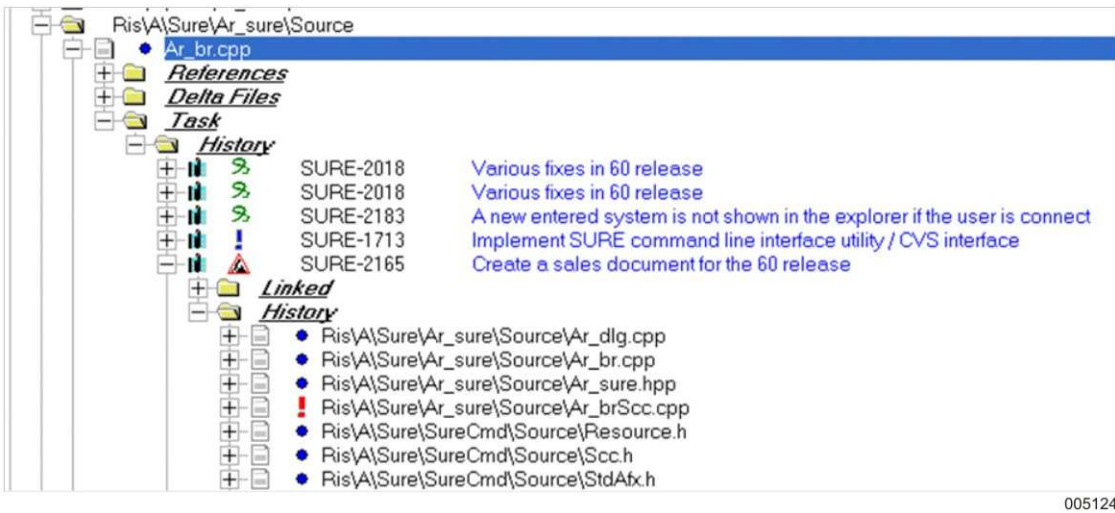 Ris\A\Sure\Ar_sure\Source
Ar_br.cpp
References
Delta Files
Task
History
SURE-2018 Various fixes in 60 release
SURE-2018 Various fixes in 60 release
SURE-2183 A new entered system is not shown in the explorer if the user is connect
SURE-1713 Implement SURE command line interface utility / CVS interface
SURE-2165 Create a sales document for the 60 release
Linked
History
Ris\A\Sure\Ar_sure\Source\Ar_dlg.cpp
Ris\A\Sure\Ar_sure\Source\Ar_br.cpp
Ris\A\Sure\Ar_sure\Source\Ar_sure.hpp
Ris\A\Sure\Ar_sure\Source\Ar_brScc.cpp
Ris\A\Sure\SureCmd\Source\Resource.h
Ris\A\Sure\SureCmd\Source\Scc.h
Ris\A\Sure\SureCmd\Source\StdAfx.h
005124